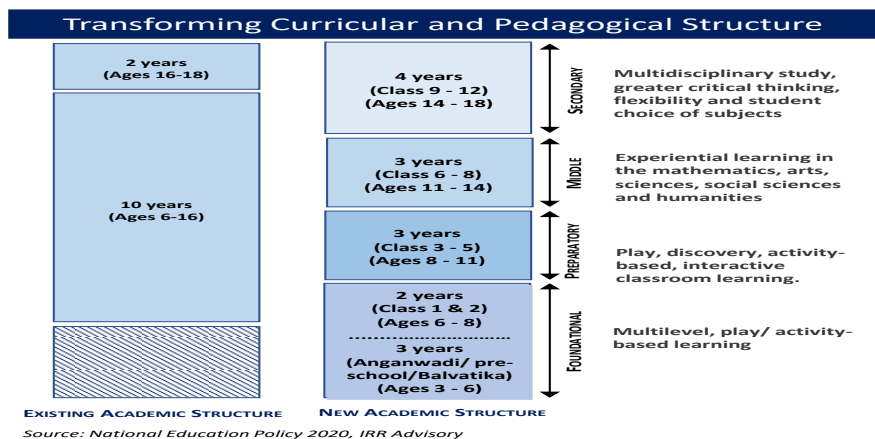 Transforming Curricular and Pedagogical Structure
2 years
(Ages 16-18)
10 years
(Ages 6-16)
EXISTING ACADEMIC STRUCTURE
4 years
(Class 9 - 12)
(Ages 14 - 18)
SECONDARY
Multidisciplinary study,
greater critical thinking,
flexibility and student
choice of subjects
3 years
(Class 6 - 8)
(Ages 11 - 14)
MIDDLE
Experiential learning in
the mathematics, arts,
sciences, social sciences
and humanities
3 years
(Class 3 - 5)
(Ages 8 - 11)
PREPARATORY
Play, discovery, activity-
based, interactive
classroom learning.
2 years
(Class 1 & 2)
(Ages 6 - 8)
3 years
(Anganwadi/ pre-
school/Balvatika)
(Ages 3 - 6)
FOUNDATIONAL
Multilevel, play/ activity-
based learning
NEW ACADEMIC STRUCTURE
Source: National Education Policy 2020, IRR Advisory